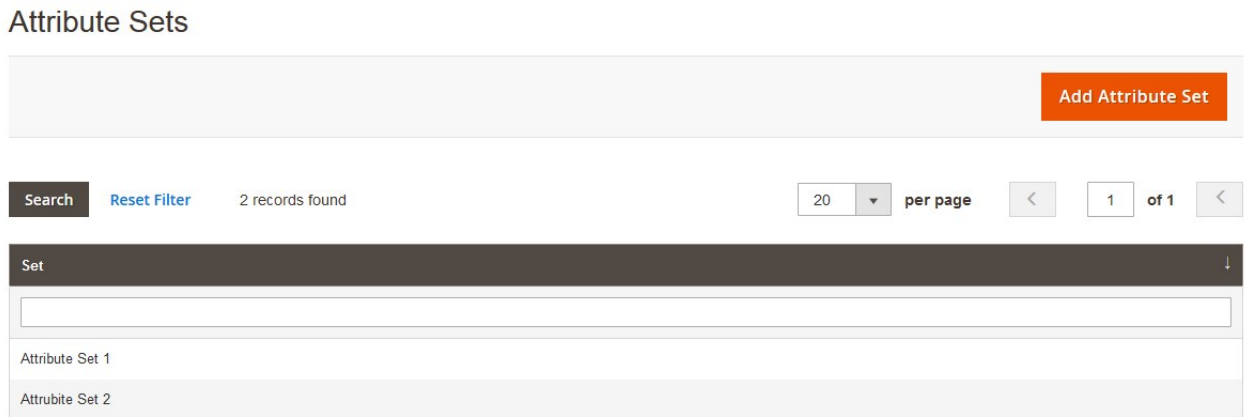 Attribute Sets
Add Attribute Set
Search Reset Filter 2 records found 20 per page 1 of 1
Set
Attribute Set 1
Attrubite Set 2